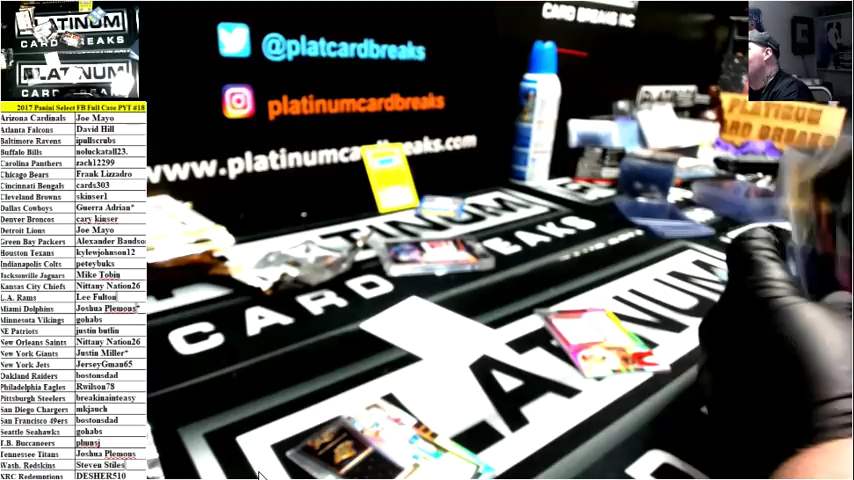 PLATINUM
CARD BREAKS
PLATINUM
2017 Panini Select FB Full Case PYT #18
Arizona Cardinals Joe Mayo
Atlanta Falcons David Hill
Baltimore Ravens ipullscrubs
Buffalo Bills noluckatall23.
Carolina Panthers rach12299
Chicago Bears Frank Lizzadro
Cincinnati Bengals cards303
Cleveland Browns skinser1
Dallas Cowboys Guerra Adrian*
Denver Broncos cary kinser
Detroit Lions Joe Mayo
Green Bay Packers Alexander Baudso
Houston Texans kylewjohnson12
Indianapolis Colts peteybuks
Jacksonville Jaguars Mike Tobin
Kansas City Chiefs Nittany Nation26
L.A. Rams Lee Fulton
Miami Dolphins Joshua Plemons*
Minnesota Vikings gohabs
NE Patriots justin butlin
New Orleans Saints Nittany Nation26
New York Giants Justin Miller*
New York Jets JerseyGman65
Oakland Raiders bostonsdad
Philadelphia Eagles Rwilson78
Pittsburgh Steelers breakinainteasy
San Diego Chargers mkjauch
San Francisco 49ers bostonsdad
Seattle Seahawks gohabs
T.B. Buccaneers phunsj
Tennessee Titans Joshua Plemons
Wash. Redskins Steven Stiles
XRC Redemptions DESHER510
CARD BREAKS RC
@platcardbreaks
platinumcardbreaks
www.platinumcardbreaks.com
PLATINUM
CARD BREAKS
PLATINUM
CARD BREAKS
PLATINUM